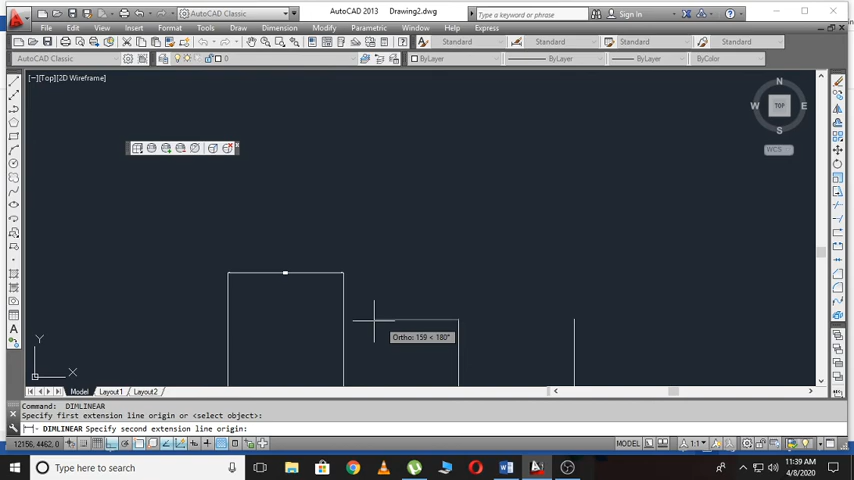 AutoCAD Classic
AutoCAD 2013 Drawing2.dwg
Type a keyword or phrase
Sign In
File Edit View Insert Format Tools Draw Dimension Modify Parametric Window Help Express
Standard Standard Standard Standard
AutoCAD Classic 0 ByLayer ByLayer ByLayer ByColor
[−][Top][2D Wireframe]
N
W TOP E
S
WCS
Ortho: 159 < 180°
Y
X
Model Layout1 Layout2
Command: DIMLINEAR
Specify first extension line origin or <select object>:
DIMLINEAR Specify second extension line origin:
MODEL 1:1
Type here to search
11:39 AM
4/8/2020